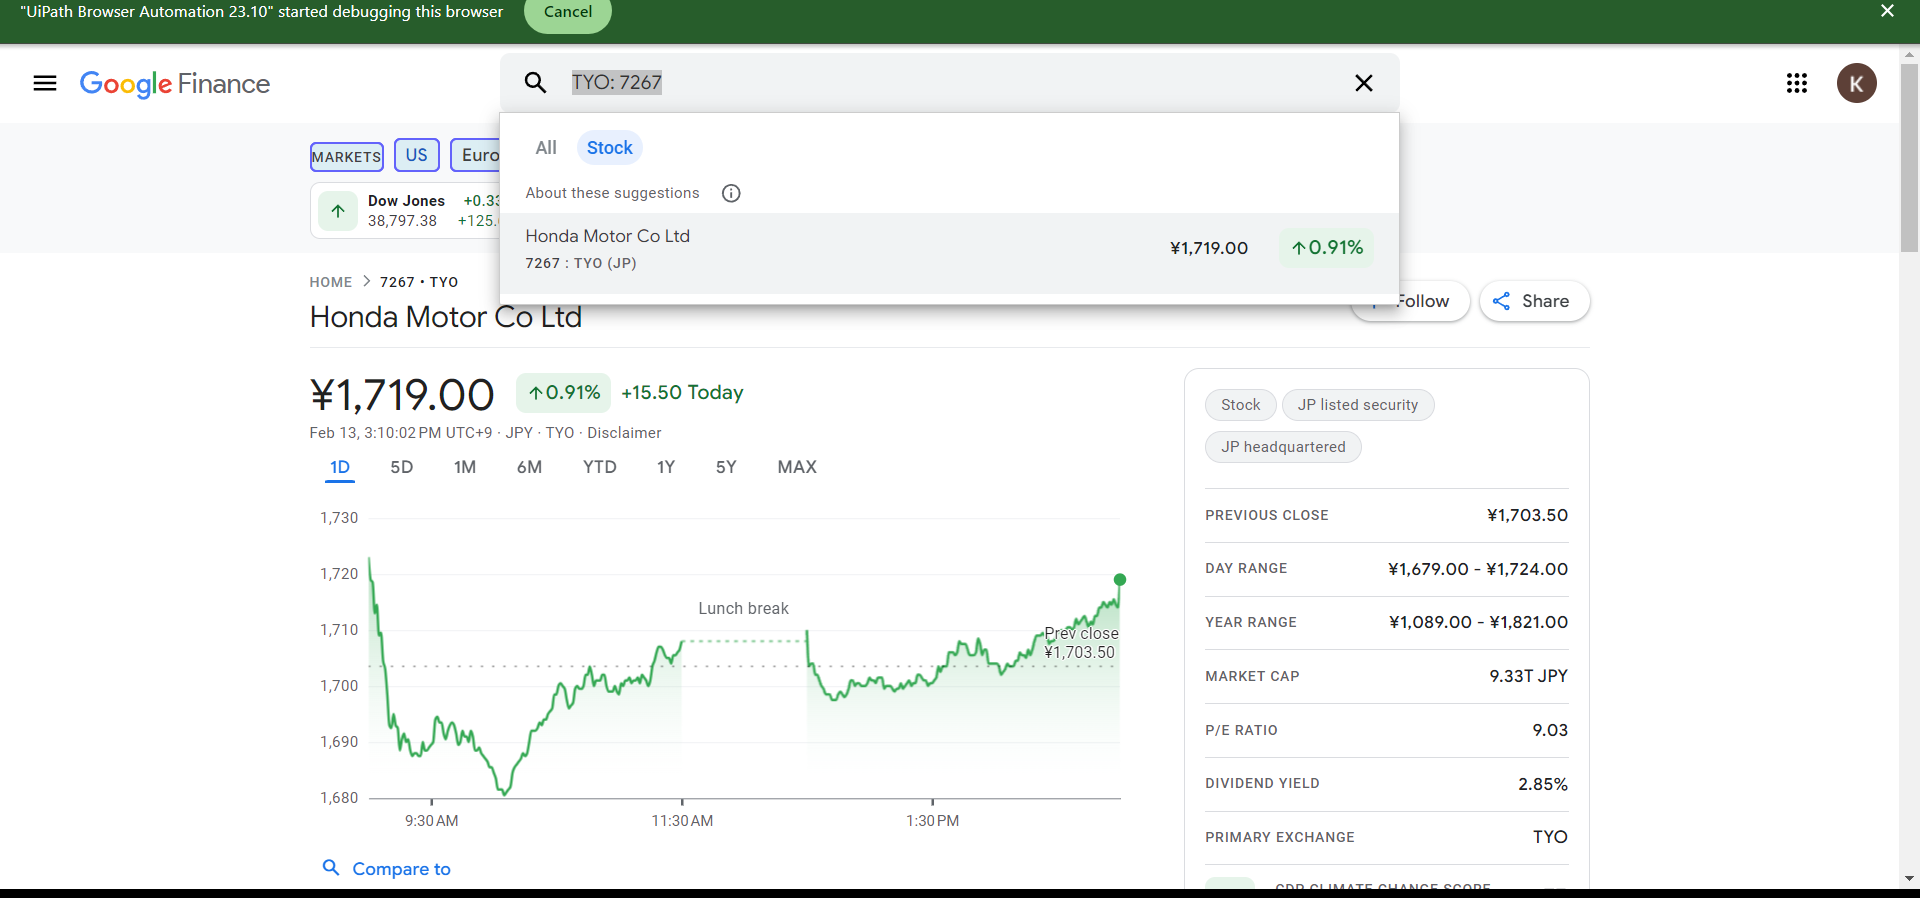 "UiPath Browser Automation 23.10" started debugging this browser
Cancel
Google Finance
TYO: 7267
K
All
Stock
About these suggestions
Honda Motor Co Ltd
7267 : TYO (JP)
¥1,719.00
0.91%
MARKETS
US
Euro
Dow Jones
+0.33
38,797.38
+125.
HOME
7267 • TYO
Honda Motor Co Ltd
Follow
Share
¥1,719.00
0.91%
+15.50 Today
Feb 13, 3:10:02 PM UTC+9 · JPY · TYO · Disclaimer
1D
5D
1M
6M
YTD
1Y
5Y
MAX
1,730
1,720
1,710
1,700
1,690
1,680
Lunch break
Prev close
¥1,703.50
9:30 AM
11:30 AM
1:30 PM
Compare to
Stock
JP listed security
JP headquartered
PREVIOUS CLOSE
¥1,703.50
DAY RANGE
¥1,679.00 - ¥1,724.00
YEAR RANGE
¥1,089.00 - ¥1,821.00
MARKET CAP
9.33T JPY
P/E RATIO
9.03
DIVIDEND YIELD
2.85%
PRIMARY EXCHANGE
TYO
CDP CLIMATE CHANGE SCORE